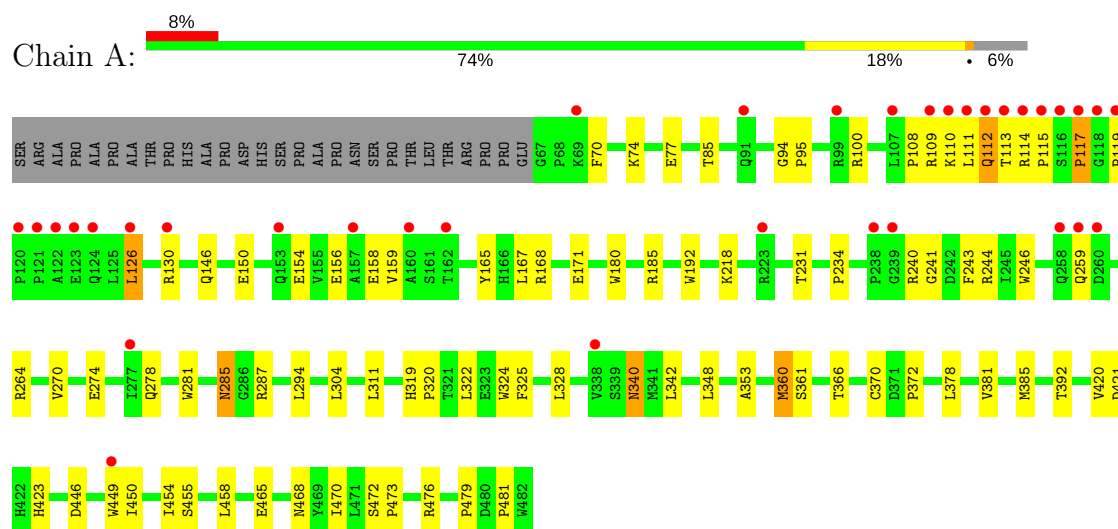 8%
Chain A:
74% 18% • 6%
SER ARG ALA PRO ALA PRO ALA THR PRO HIS ALA PRO ASP HIS SER PRO ALA PRO ASN SER PRO THR LEU THR ARG PRO PRO GLU G67 P68 K69 F70 K74 E77 T85 Q91 G94 P95 R99 R100 L107 P108 R109 K110 L111 Q112 T113 R114 P115 S116 P117 G118
P120 P121 A122 E123 Q124 L125 L126 R130 Q146 E150 Q153 E154 V155 E156 A157 E158 V159 A160 S161 T162 Y165 H166 L167 R168 E171 W180 R185 W192 K218 R223 T231 P234 P238 G239 R240 G241 D242 F243 R244 I245 W246 Q258 Q259 D260
R264 V270 E274 I277 Q278 W281 N285 G286 R287 L294 L304 L311 H319 P320 T321 L322 E323 W324 F325 L328 V338 S339 N340 M341 L342 L348 A353 M360 S361 T366 C370 D371 P372 L378 V381 M385 T392 V420
H422 H423 D446 W449 I450 I454 S455 L458 E465 N468 Y469 I470 L471 S472 P473 R476 P479 D480 P481 W482